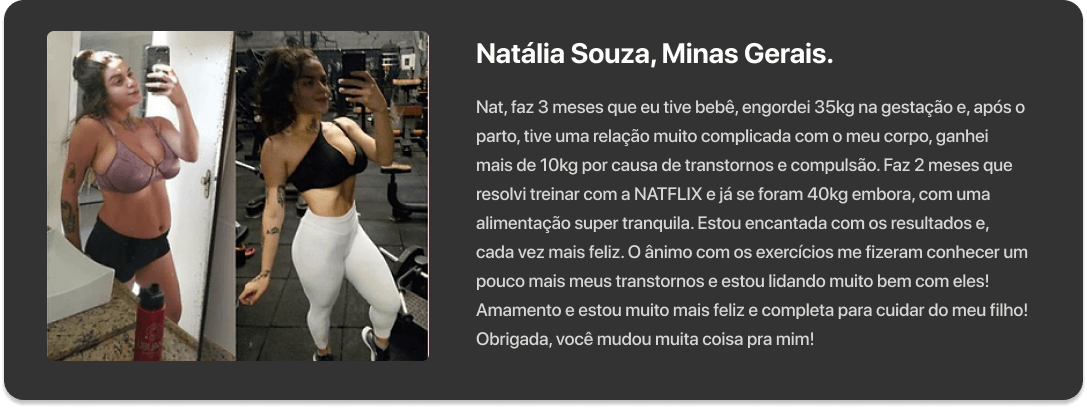 Natália Souza, Minas Gerais.
Nat, faz 3 meses que eu tive bebê, engordei 35kg na gestação e, após o
parto, tive uma relação muito complicada com o meu corpo, ganhei
mais de 10kg por causa de transtornos e compulsão. Faz 2 meses que
resolvi treinar com a NATFLIX e já se foram 40kg embora, com uma
alimentação super tranquila. Estou encantada com os resultados e,
cada vez mais feliz. O ânimo com os exercícios me fizeram conhecer um
pouco mais meus transtornos e estou lidando muito bem com eles!
Amamento e estou muito mais feliz e completa para cuidar do meu filho!
Obrigada, você mudou muita coisa pra mim!